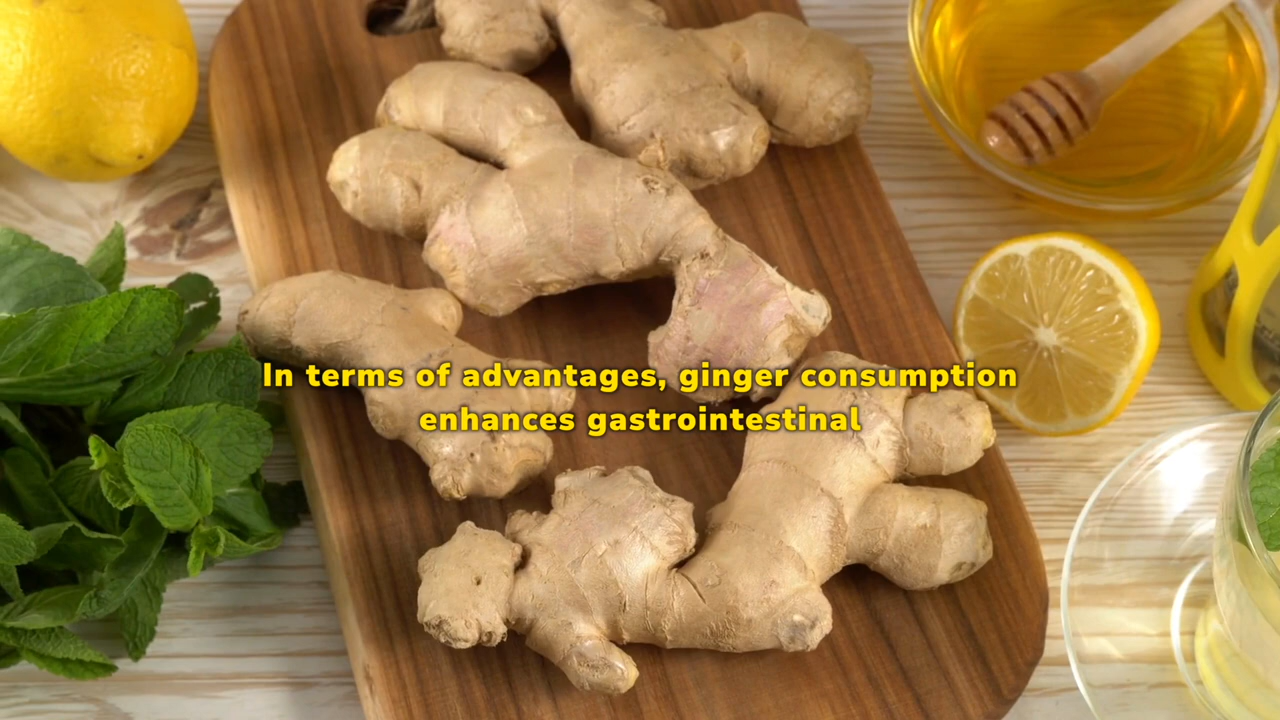 In terms of advantages, ginger consumption
enhances gastrointestinal